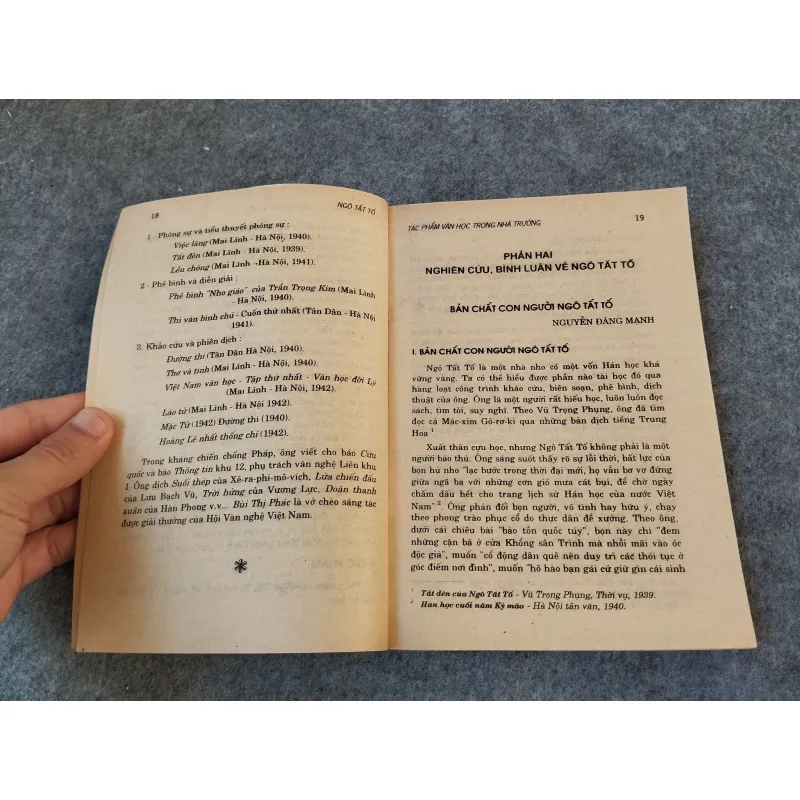 18
NGÔ TẤT TỐ
1 - Phóng sự và tiểu thuyết phóng sự :
Việc làng (Mai Lĩnh - Hà Nội, 1940).
Tắt đèn (Mai Lĩnh - Hà Nội, 1939).
Lều chõng (Mai Lĩnh - Hà Nội, 1941).
2 - Phê bình và diễn giải :
Phê bình "Nho giáo" của Trần Trọng Kim (Mai Lĩnh
- Hà Nội, 1940).
Thi văn bình chú - Cuốn thứ nhất (Tân Dân - Hà Nội
1941).
3. Khảo cứu và phiên dịch :
Đường thi (Tân Dân Hà Nội, 1940).
Thơ và tình (Mai Lĩnh - Hà Nội, 1940).
Việt Nam văn học - Tập thứ nhất - Văn học đời Lý
(Mai Lĩnh - Hà Nội, 1942).
Lão tử (Mai Lĩnh - Hà Nội 1942).
Mặc Tử (1942) Đường thi (1940).
Hoàng Lê nhất thống chí (1942).
Trong kháng chiến chống Pháp, ông viết cho báo Cứu
quốc và báo Thông tin khu 12, phụ trách văn nghệ Liên khu
I Ông dịch Suối thép của Xê-ra-phi-mô-vích, Lửa chiến đấu
của Lưu Bạch Vũ, Trời hửng của Vương Lực, Doãn thanh
xuân của Hàn Phong v.v... Bùi Thị Phác là vở chèo sáng tác
được giải thưởng của Hội Văn nghệ Việt Nam.
TÁC PHẨM VĂN HỌC TRONG NHÀ TRƯỜNG
19
PHẦN HAI
NGHIÊN CỨU, BÌNH LUẬN VỀ NGÔ TẤT TỐ
BẢN CHẤT CON NGƯỜI NGÔ TẤT TỐ
NGUYỄN ĐĂNG MẠNH
I. BẢN CHẤT CON NGƯỜI NGÔ TẤT TỐ
Ngô Tất Tố là một nhà nho có một vốn Hán học khá
vững vàng. Ta có thể hiểu được phần nào tài học đó qua
hàng loạt công trình khảo cứu, biên soạn, phê bình, dịch
thuật của ông. Ông là một người rất hiếu học, luôn luôn đọc
sách, tìm tòi, suy nghĩ. Theo Vũ Trọng Phụng, ông đã tìm
đọc cả Mác-xim Go-rơ-ki qua những bản dịch tiếng Trung
Hoa 1
Xuất thân cựu học, nhưng Ngô Tất Tố không phải là một
người bảo thủ. Ông sáng suốt thấy rõ sự lỗi thời, bất lực của
bọn hủ nho "lạc bước trong thời đại mới, họ vẫn bơ vơ đứng
giữa ngã ba với những cơn gió mưa cát bụi, để chờ ngày
chấm dấu hết cho trang lịch sử Hán học của nước Việt
Nam" 2. Ông phản đối bọn người, vô tình hay hữu ý, chạy
theo phong trào phục cổ do thực dân đề xướng. Theo ông,
dưới cái chiêu bài "bảo tồn quốc túy", bọn này chỉ "đem
những cặn bã ở cửa Khổng sân Trình mà nhồi mãi vào óc
độc giả", muốn "cổ động dân quê nên duy trì các thói tục ở
góc điếm nơi đình", muốn "hô hào bạn gái cứ giữ gìn cái sinh
1 Tắt đèn của Ngô Tất Tố - Vũ Trọng Phụng, Thời vụ, 1939.
2 Hán học cuối năm Kỷ mão - Hà Nội tân văn, 1940.